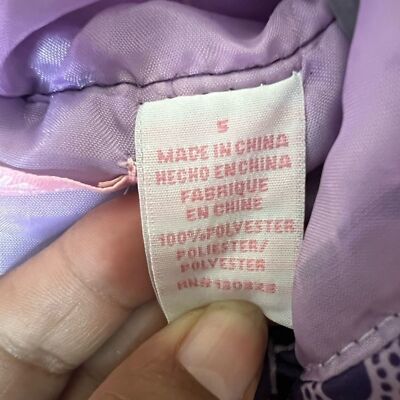 5
MADE IN CHINA
HECHO EN CHINA
FABRIQUE
EN CHINE
100%POLYESTER
POLIESTER/
POLYESTER